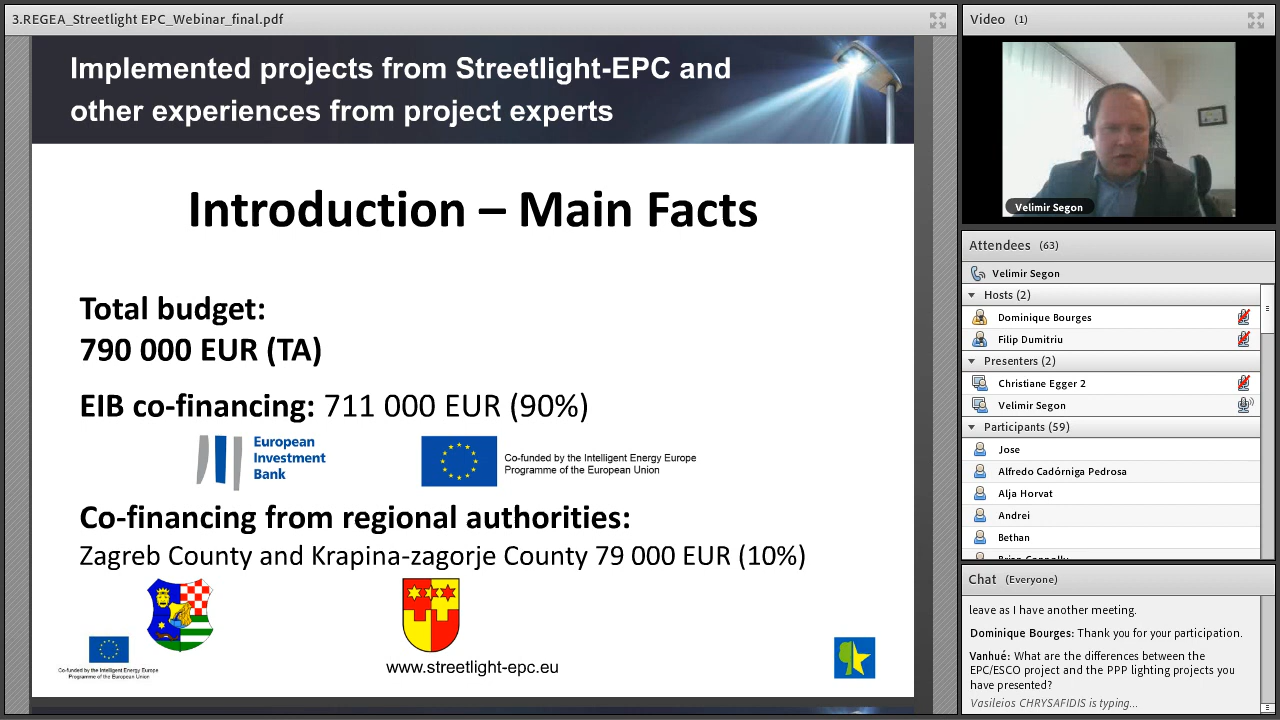 3.REGEA_Streetlight EPC_Webinar_final.pdf
Implemented projects from Streetlight-EPC and
other experiences from project experts
Introduction – Main Facts
Total budget:
790 000 EUR (TA)
EIB co-financing: 711 000 EUR (90%)
European
Investment
Bank
Co-funded by the Intelligent Energy Europe
Programme of the European Union
Co-financing from regional authorities:
Zagreb County and Krapina-zagorje County 79 000 EUR (10%)
Co-funded by the Intelligent Energy Europe
Programme of the European Union
www.streetlight-epc.eu
Video (1)
Velimir Segon
Attendees (63)
Velimir Segon
Hosts (2)
Dominique Bourges
Filip Dumitriu
Presenters (2)
Christiane Egger 2
Velimir Segon
Participants (59)
Jose
Alfredo Cadórniga Pedrosa
Alja Horvat
Andrei
Bethan
Chat (Everyone)
leave as I have another meeting.
Dominique Bourges: Thank you for your participation.
Vanhué: What are the differences between the
EPC/ESCO project and the PPP lighting projects you
have presented?
Vasileios CHRYSAFIDIS is typing...